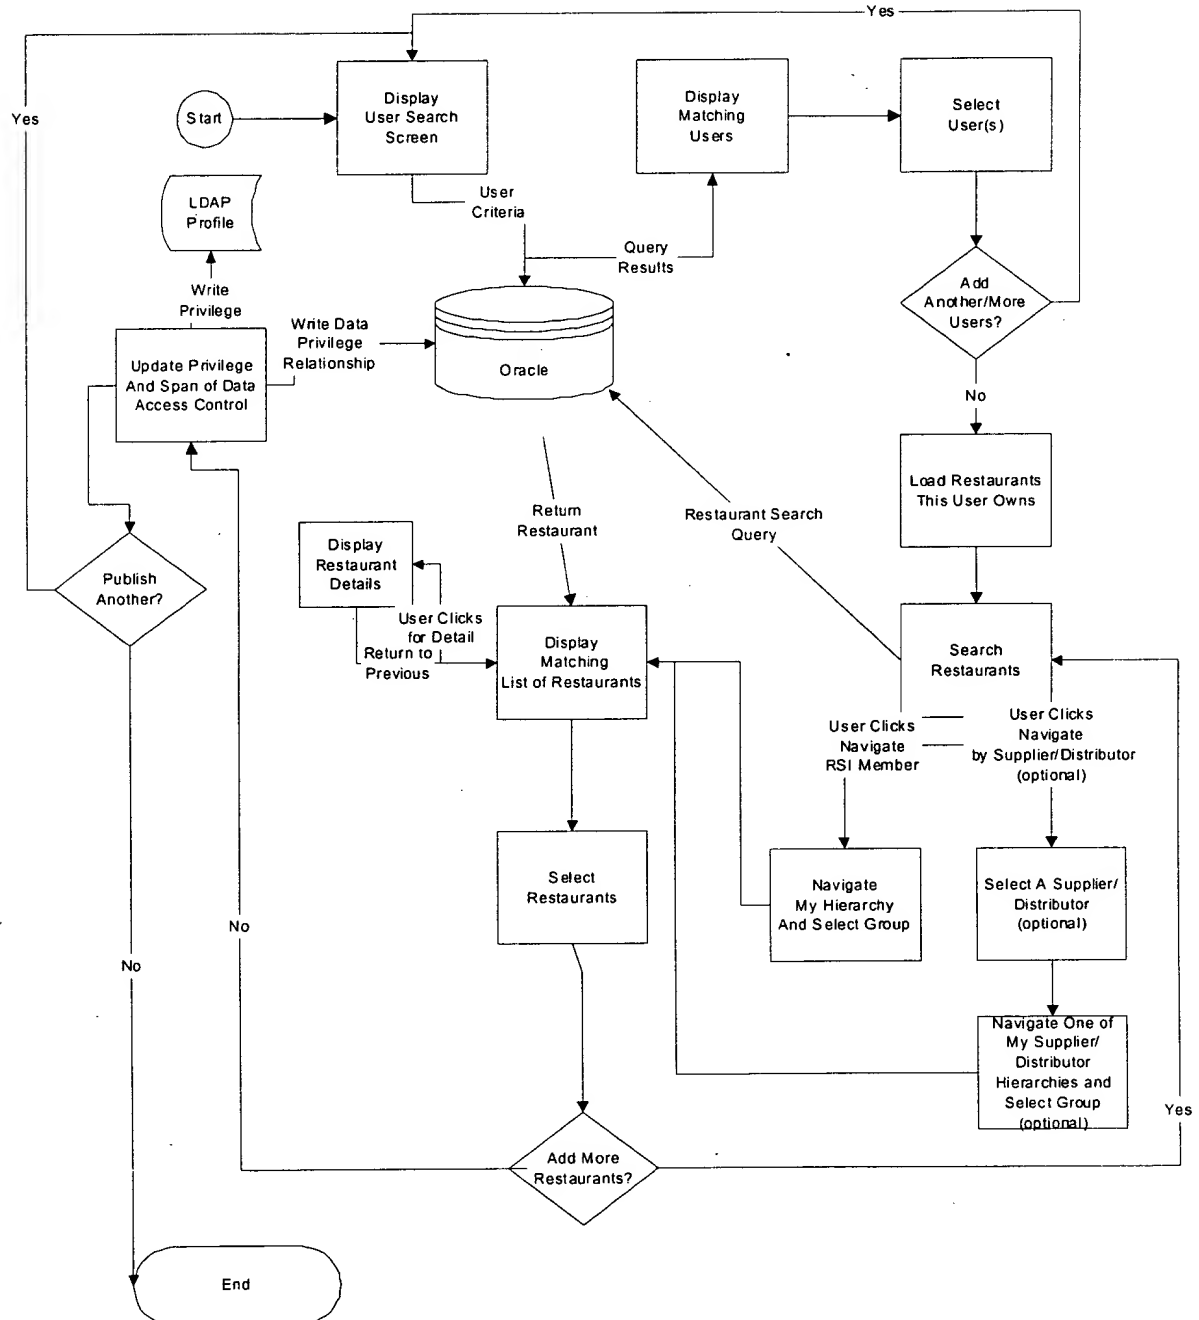 Yes
Yes
Start
Display
User Search
Screen
Display
Matching
Users
Select
User(s)
LDAP
Profile
User
Criteria
Query
Results
Add
Another/More
Users?
Write
Privilege
Write Data
Privilege
Relationship
Update Privilege
And Span of Data
Access Control
Oracle
No
Load Restaurants
This User Owns
Return
Restaurant
Restaurant Search
Query
Display
Restaurant
Details
Publish
Another?
User Clicks
for Detail
Return to
Previous
Display
Matching
List of Restaurants
Search
Restaurants
User Clicks
Navigate
RSI Member
User Clicks
Navigate
by Supplier/Distributor
(optional)
Select
Restaurants
Navigate
My Hierarchy
And Select Group
Select A Supplier/
Distributor
(optional)
No
No
Navigate One of
My Supplier/
Distributor
Hierarchies and
Select Group
(optional)
Yes
Add More
Restaurants?
End